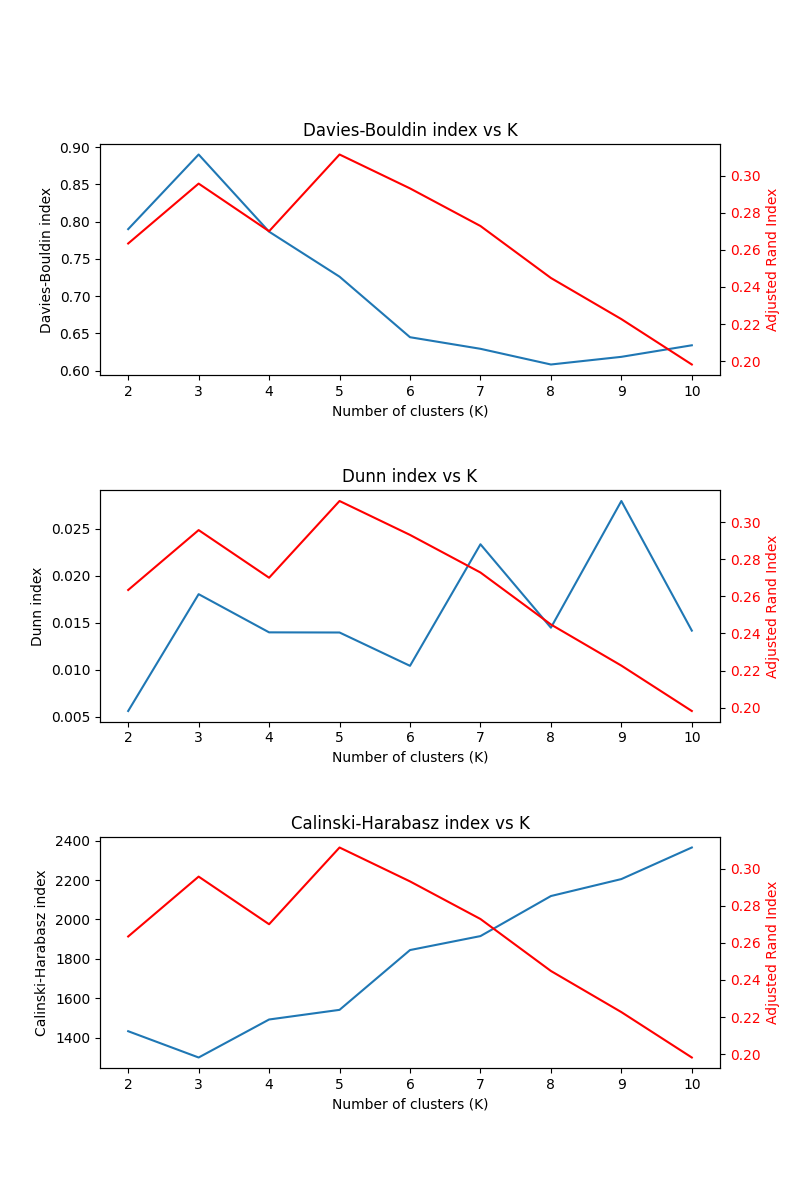 Davies-Bouldin index vs K
0.90
0.85
0.80
0.75
0.70
0.65
0.60
Davies-Bouldin index
0.30
0.28
0.26
0.24
0.22
0.20
Adjusted Rand Index
2 3 4 5 6 7 8 9 10
Number of clusters (K)
Dunn index vs K
0.025
0.020
0.015
0.010
0.005
Dunn index
0.30
0.28
0.26
0.24
0.22
0.20
Adjusted Rand Index
2 3 4 5 6 7 8 9 10
Number of clusters (K)
Calinski-Harabasz index vs K
2400
2200
2000
1800
1600
1400
Calinski-Harabasz index
0.30
0.28
0.26
0.24
0.22
0.20
Adjusted Rand Index
2 3 4 5 6 7 8 9 10
Number of clusters (K)